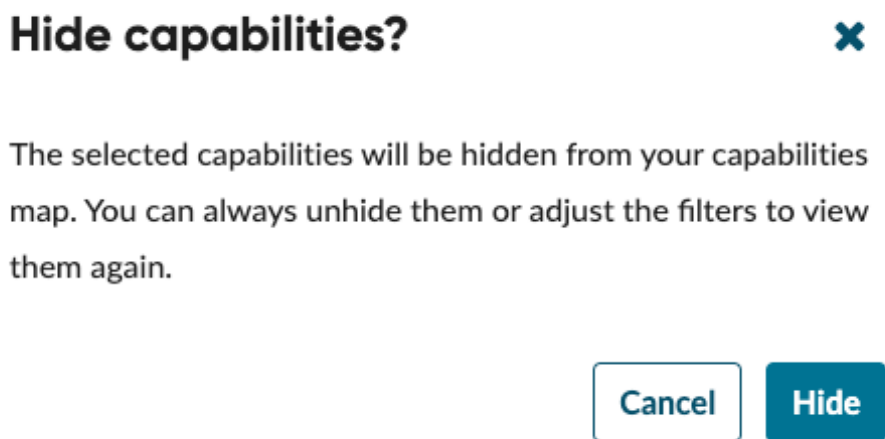 Hide capabilities?
The selected capabilities will be hidden from your capabilities
map. You can always unhide them or adjust the filters to view
them again.
Cancel Hide